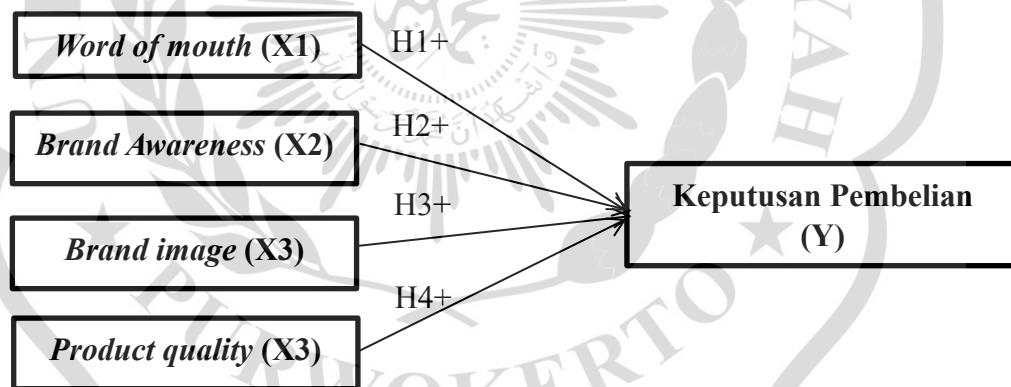 Word of mouth (X1)
H1+
H2+
Brand Awareness (X2)
Keputusan Pembelian
(Y)
H3+
Brand image (X3)
H4+
Product quality (X3)
PURWOKERTO